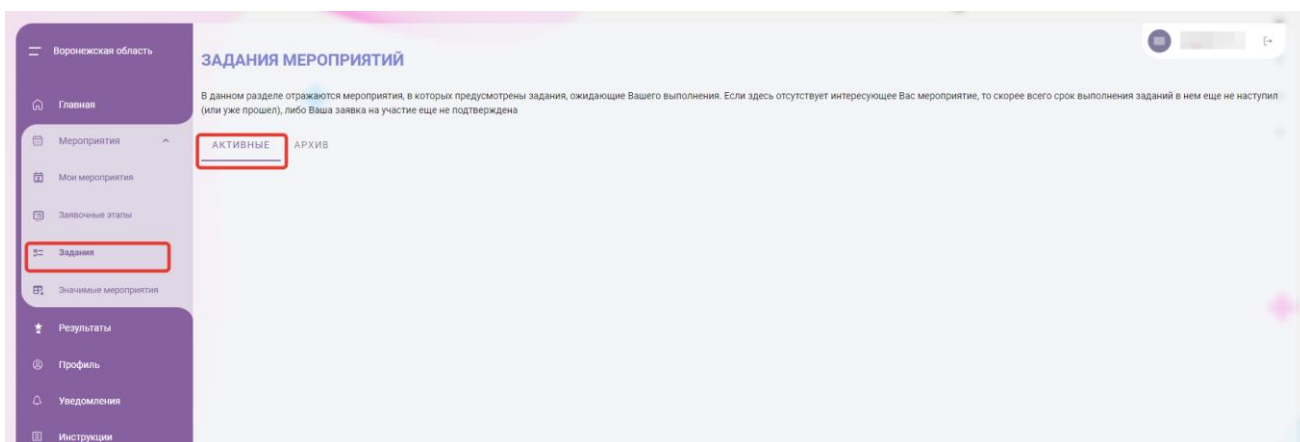 Воронежская область
Главная
Мероприятия
Мои мероприятия
Заявочные этапы
Задания
Значимые мероприятия
Результаты
Профиль
Уведомления
Инструкции
ЗАДАНИЯ МЕРОПРИЯТИЙ
В данном разделе отражаются мероприятия, в которых предусмотрены задания, ожидающие Вашего выполнения. Если здесь отсутствует интересующее Вас мероприятие, то скорее всего срок выполнения заданий в нем еще не наступил
(или уже прошел), либо Ваша заявка на участие еще не подтверждена
АКТИВНЫЕ АРХИВ